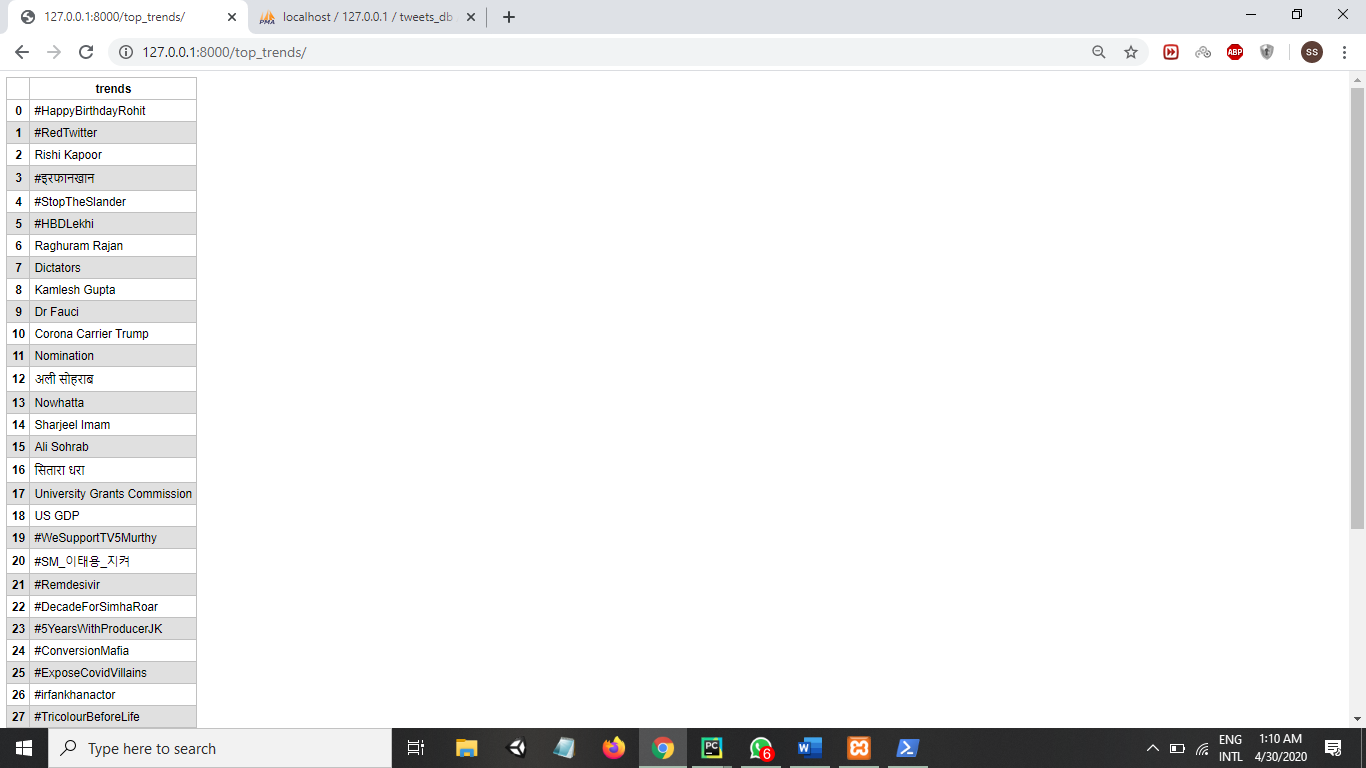 127.0.0.1:8000/top_trends/
localhost / 127.0.0.1 / tweets_db
127.0.0.1:8000/top_trends/
ABP
SS
trends
0 #HappyBirthdayRohit
1 #RedTwitter
2 Rishi Kapoor
3 #इरफानखान
4 #StopTheSlander
5 #HBDLekhi
6 Raghuram Rajan
7 Dictators
8 Kamlesh Gupta
9 Dr Fauci
10 Corona Carrier Trump
11 Nomination
12 अली सोहराब
13 Nowhatta
14 Sharjeel Imam
15 Ali Sohrab
16 सितारा धरा
17 University Grants Commission
18 US GDP
19 #WeSupportTV5Murthy
20 #SM_이태용_지켜
21 #Remdesivir
22 #DecadeForSimhaRoar
23 #5YearsWithProducerJK
24 #ConversionMafia
25 #ExposeCovidVillains
26 #irfankhanactor
27 #TricolourBeforeLife
Type here to search
PC
6
W
ENG
INTL
1:10 AM
4/30/2020